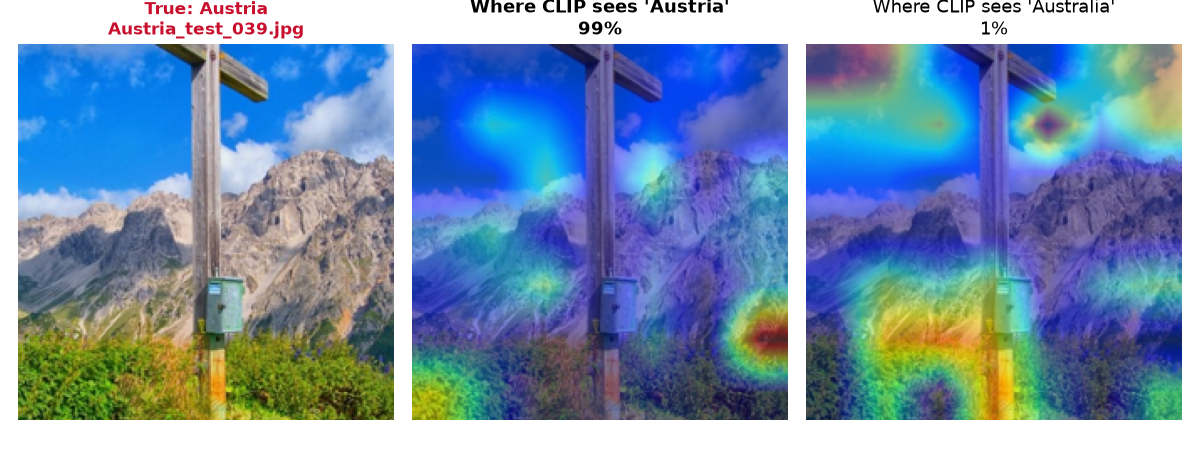 True: Austria
Austria_test_039.jpg
Where CLIP sees 'Austria'
99%
Where CLIP sees 'Australia'
1%